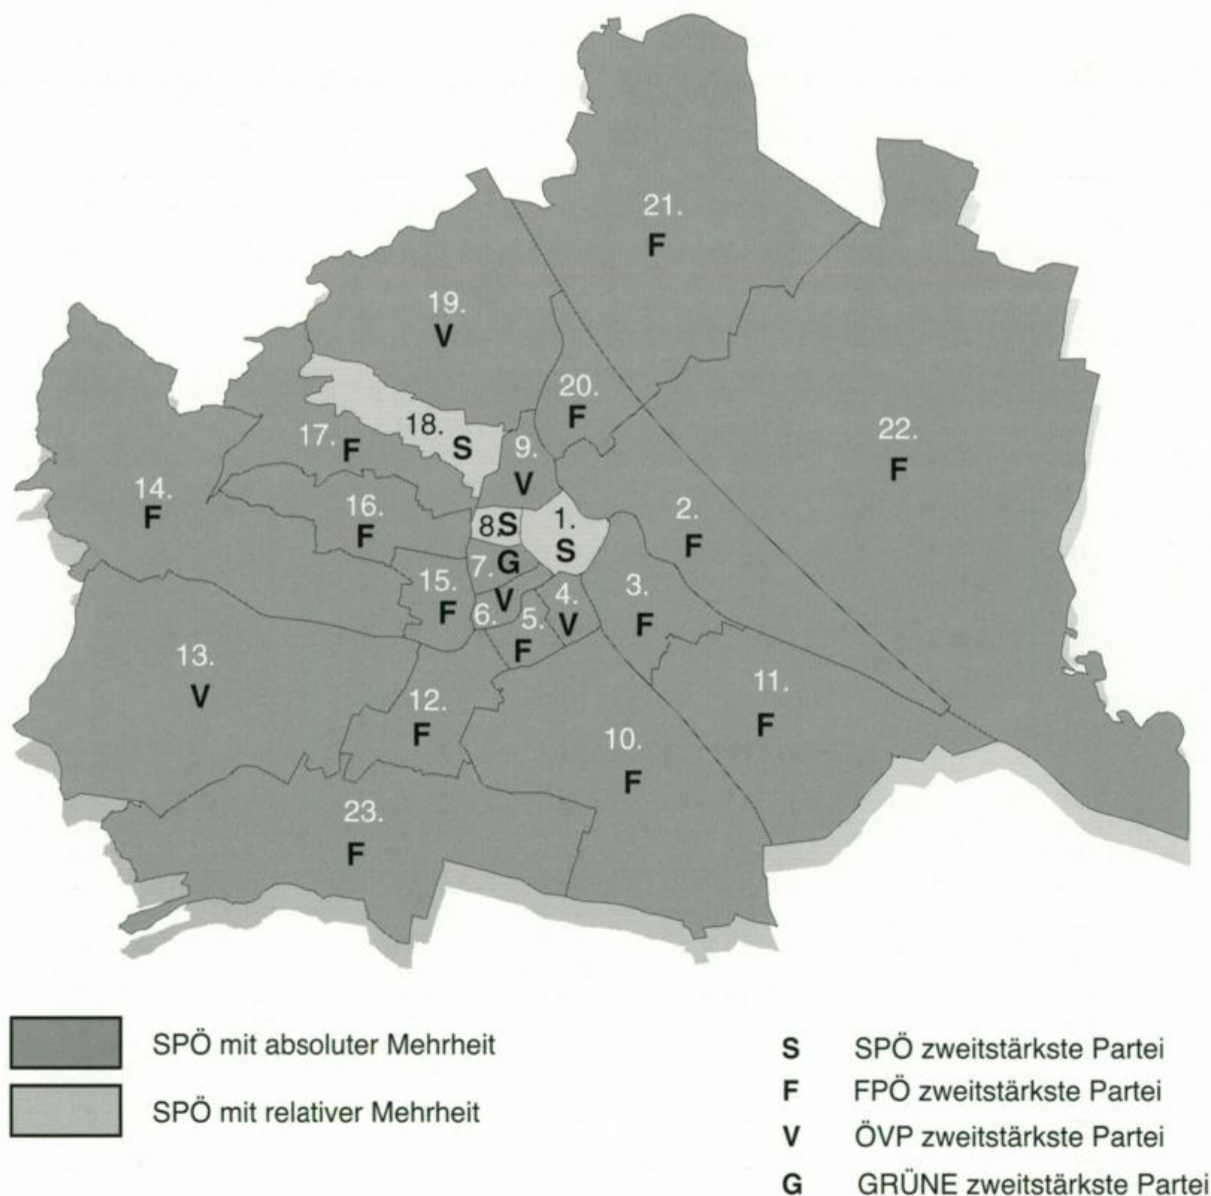 21.
F
19.
V
20.
F
18.
S
17.
F
9.
V
22.
F
14.
F
16.
F
8.
S
1.
S
2.
F
7.
G
15.
F
6.
V
5.
F
4.
V
3.
F
13.
V
12.
F
11.
F
10.
F
23.
F
SPÖ mit absoluter Mehrheit
SPÖ mit relativer Mehrheit
S SPÖ zweitstärkste Partei
F FPÖ zweitstärkste Partei
V ÖVP zweitstärkste Partei
G GRÜNE zweitstärkste Partei